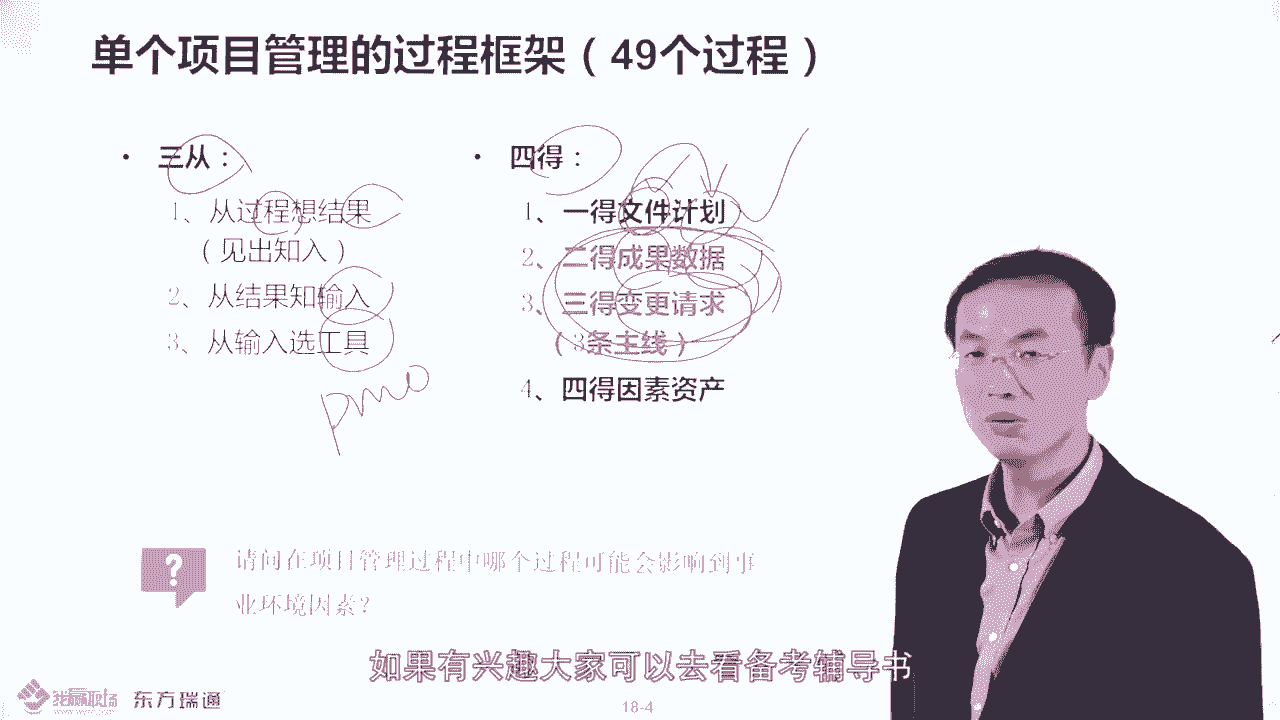 单个项目管理的过程框架（49个过程）
• 三从：
1、从过程想结果
（见出知入）
2、从结果知输入
3、从输入选工具
pmo
• 四得：
1、一得文件计划
2、二得成果数据
3、三得变更请求
（3条主线）
4、四得因素资产
?
请问在项目管理过程中哪个过程可能会影响到事
业环境因素？
如果有兴趣大家可以去看备考辅导书
我赢职场 东方瑞通
18-4